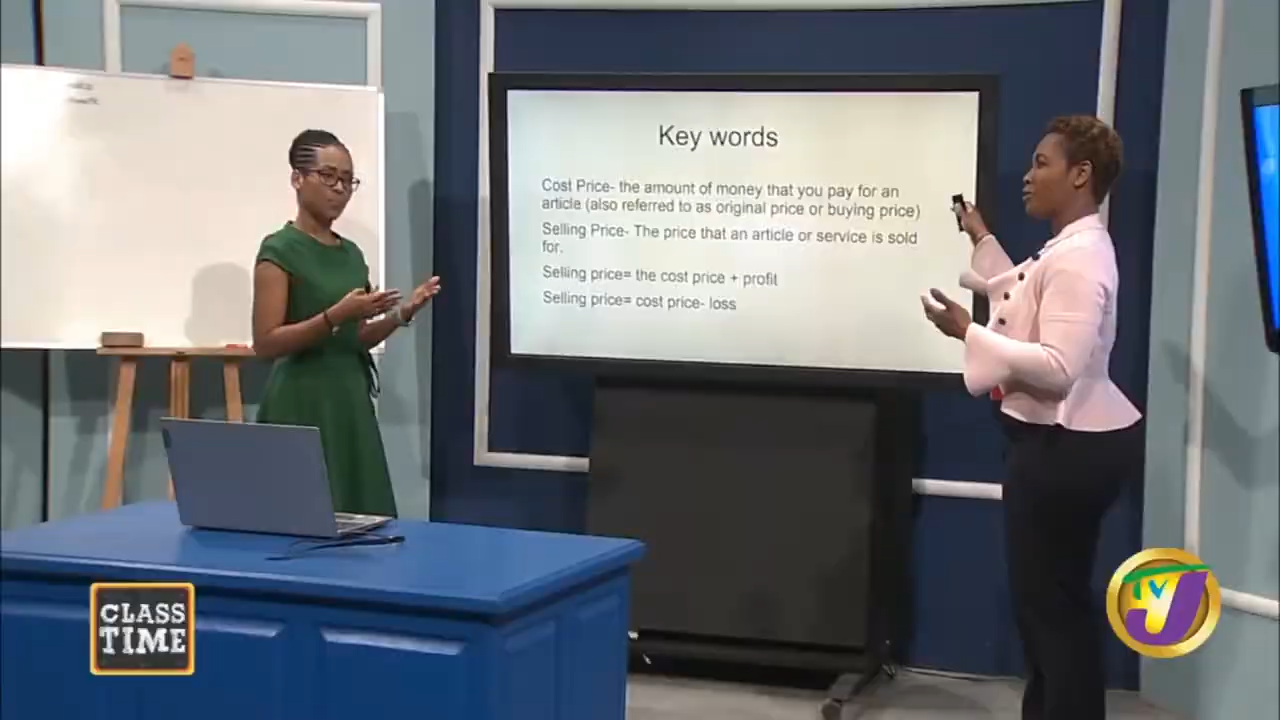 Key words
Cost Price- the amount of money that you pay for an
article (also referred to as original price or buying price)
Selling Price- The price that an article or service is sold
for.
Selling price= the cost price + profit
Selling price= cost price- loss
CLASS
TIME
TVJ